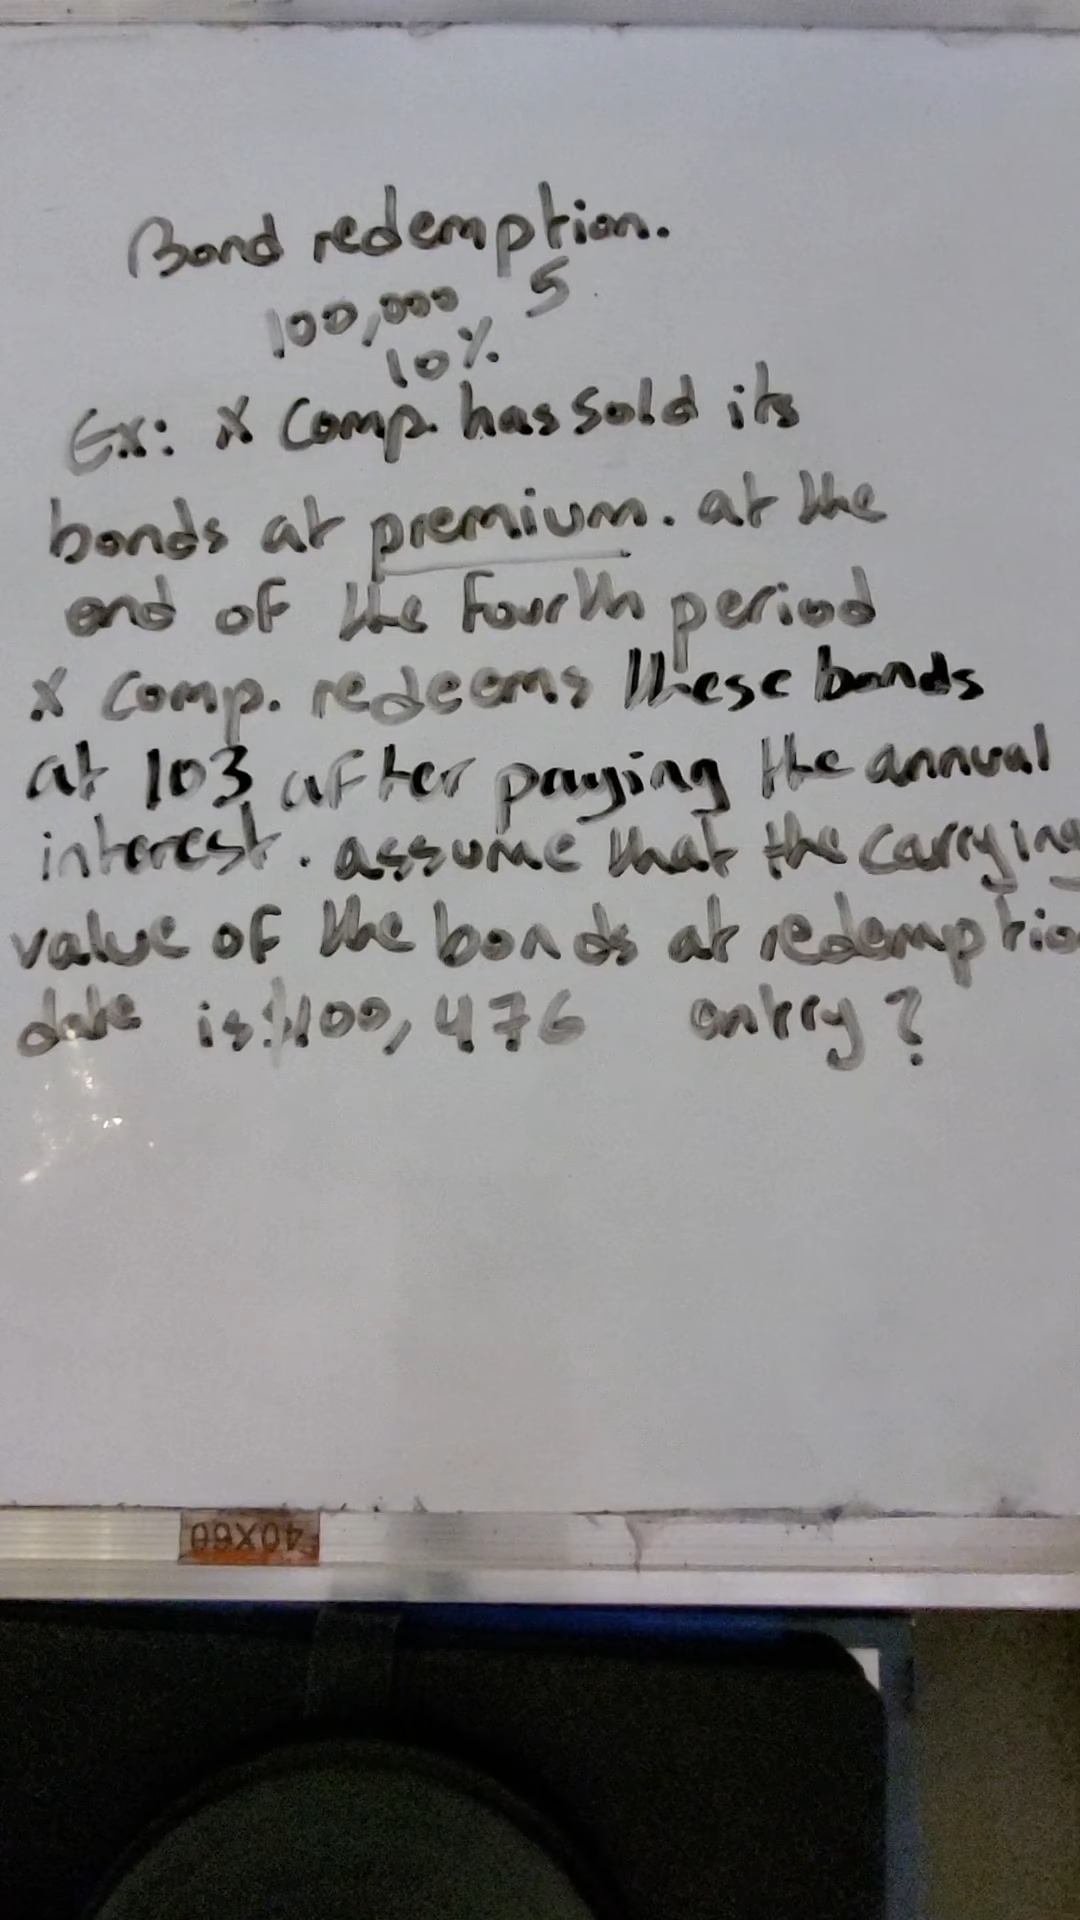 Bond redemption.
100,000 5
10%
Ex: X Comp. has sold its
bonds at premium. at the
end of the fourth period
X Comp. redeems these bonds
at 103 after paying the annual
interest. assume that the carrying
value of the bonds at redemptio
date is $100,476 entry?
40X60